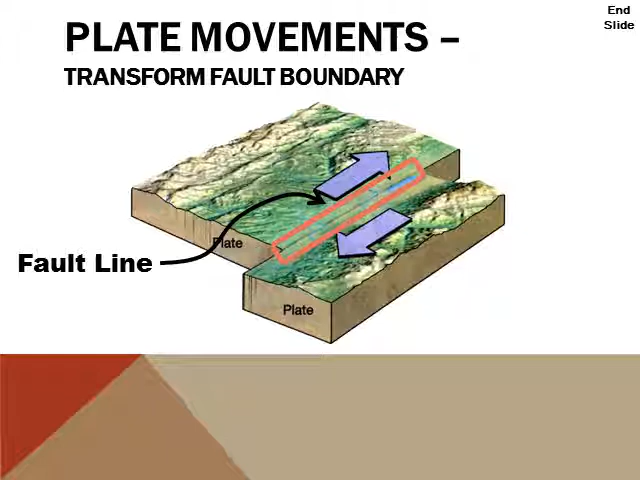 PLATE MOVEMENTS –
TRANSFORM FAULT BOUNDARY
End
Slide
Plate
Fault Line
Plate